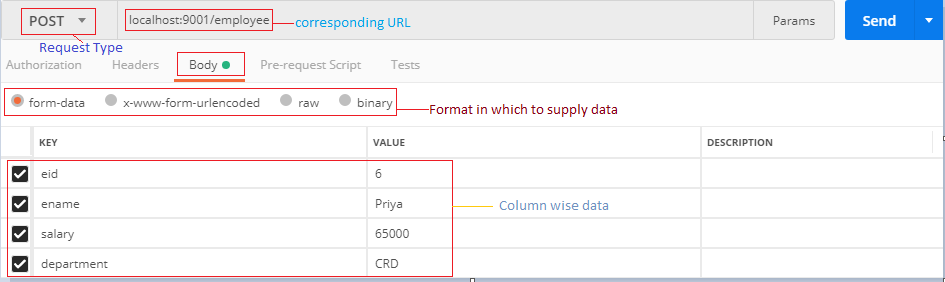 POST localhost:9001/employee corresponding URL Params Send
Request Type
Authorization Headers Body Pre-request Script Tests
form-data x-www-form-urlencoded raw binary Format in which to supply data
KEY VALUE DESCRIPTION
eid 6
ename Priya Column wise data
salary 65000
department CRD